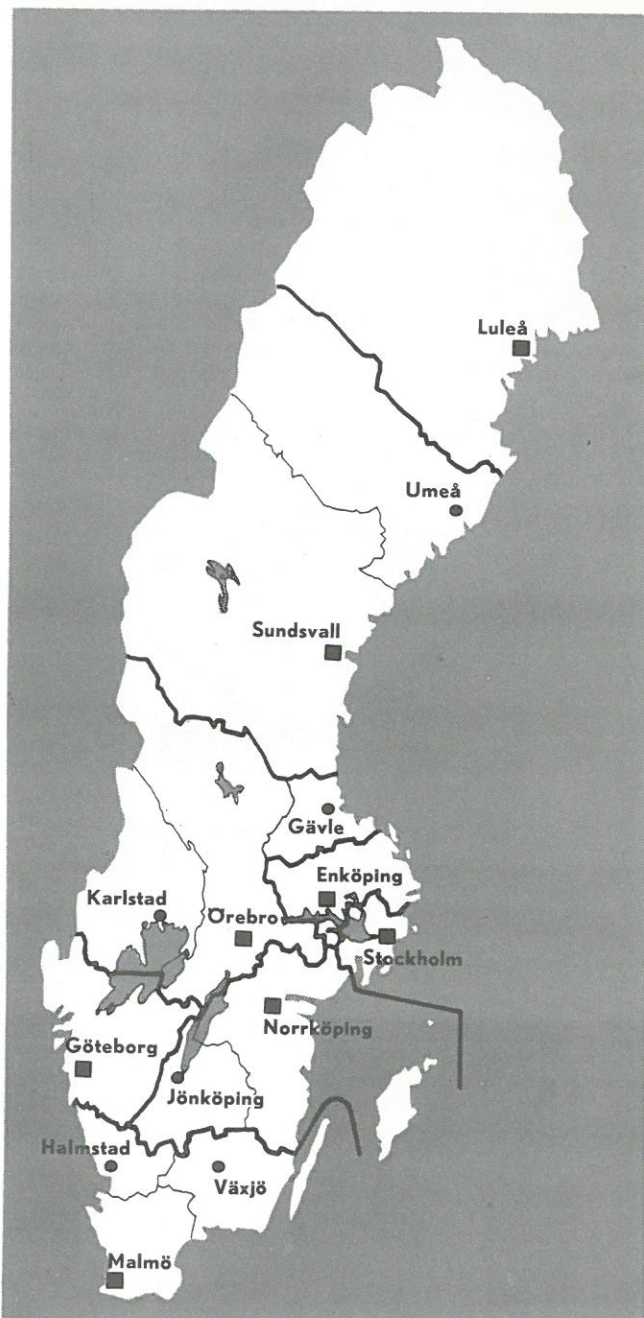 Luleå
Umeå
Sundsvall
Gävle
Enköping
Karlstad
Örebro
Stockholm
Norrköping
Göteborg
Jönköping
Halmstad
Växjö
Malmö